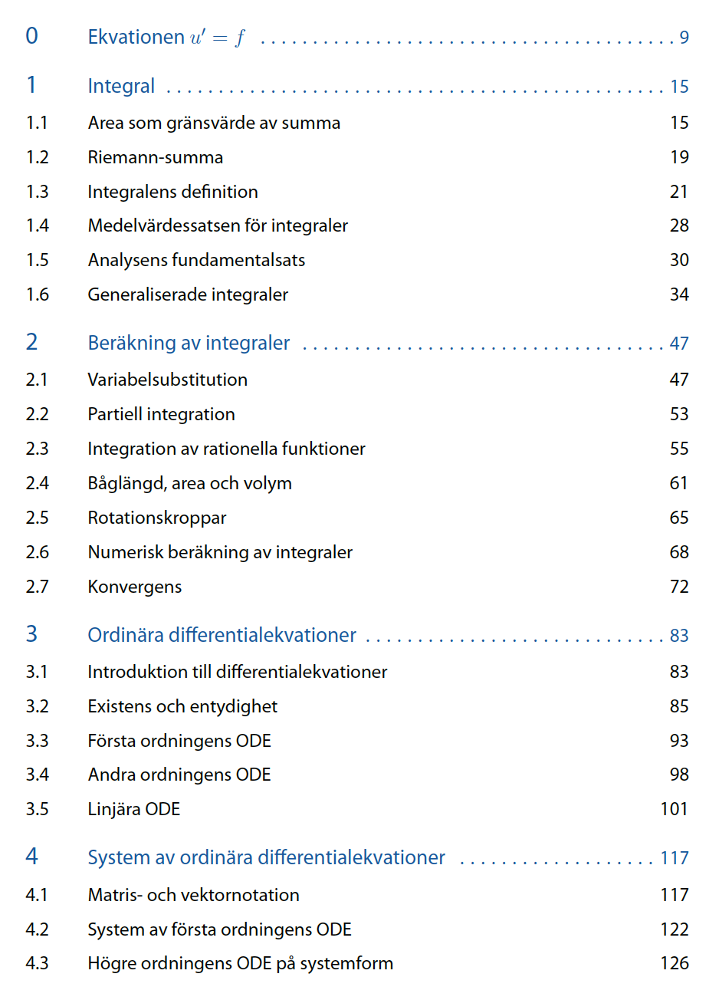 0 Ekvationen u′ = f . . . . . . . . . . . . . . . . . . . . . . . . . . . . . . . . . . . . . . . . 9
1 Integral . . . . . . . . . . . . . . . . . . . . . . . . . . . . . . . . . . . . . . . . . . . . . . . . 15
1.1 Area som gränsvärde av summa 15
1.2 Riemann-summa 19
1.3 Integralens definition 21
1.4 Medelvärdessatsen för integraler 28
1.5 Analysens fundamentalsats 30
1.6 Generaliserade integraler 34
2 Beräkning av integraler . . . . . . . . . . . . . . . . . . . . . . . . . . . . . . . . . . . 47
2.1 Variabelsubstitution 47
2.2 Partiell integration 53
2.3 Integration av rationella funktioner 55
2.4 Båglängd, area och volym 61
2.5 Rotationskroppar 65
2.6 Numerisk beräkning av integraler 68
2.7 Konvergens 72
3 Ordinära differentialekvationer . . . . . . . . . . . . . . . . . . . . . . . . . . . . . 83
3.1 Introduktion till differentialekvationer 83
3.2 Existens och entydighet 85
3.3 Första ordningens ODE 93
3.4 Andra ordningens ODE 98
3.5 Linjära ODE 101
4 System av ordinära differentialekvationer . . . . . . . . . . . . . . . . . . . 117
4.1 Matris- och vektornotation 117
4.2 System av första ordningens ODE 122
4.3 Högre ordningens ODE på systemform 126